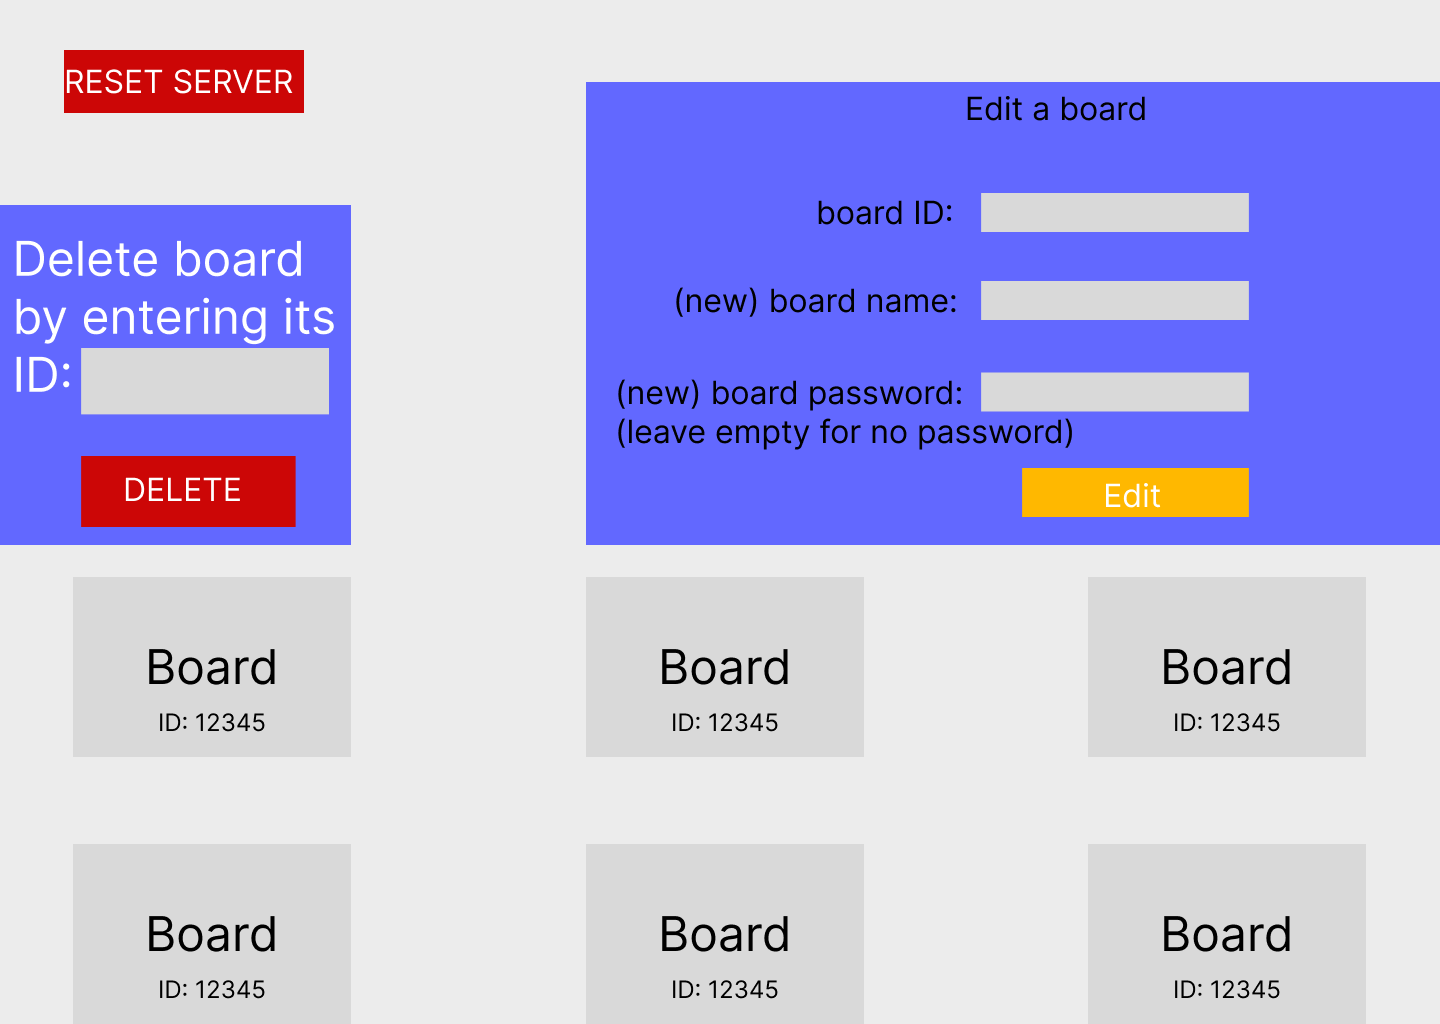 RESET SERVER
Edit a board
board ID:
(new) board name:
(new) board password:
(leave empty for no password)
Edit
Delete board
by entering its
ID:
DELETE
Board
ID: 12345
Board
ID: 12345
Board
ID: 12345
Board
ID: 12345
Board
ID: 12345
Board
ID: 12345